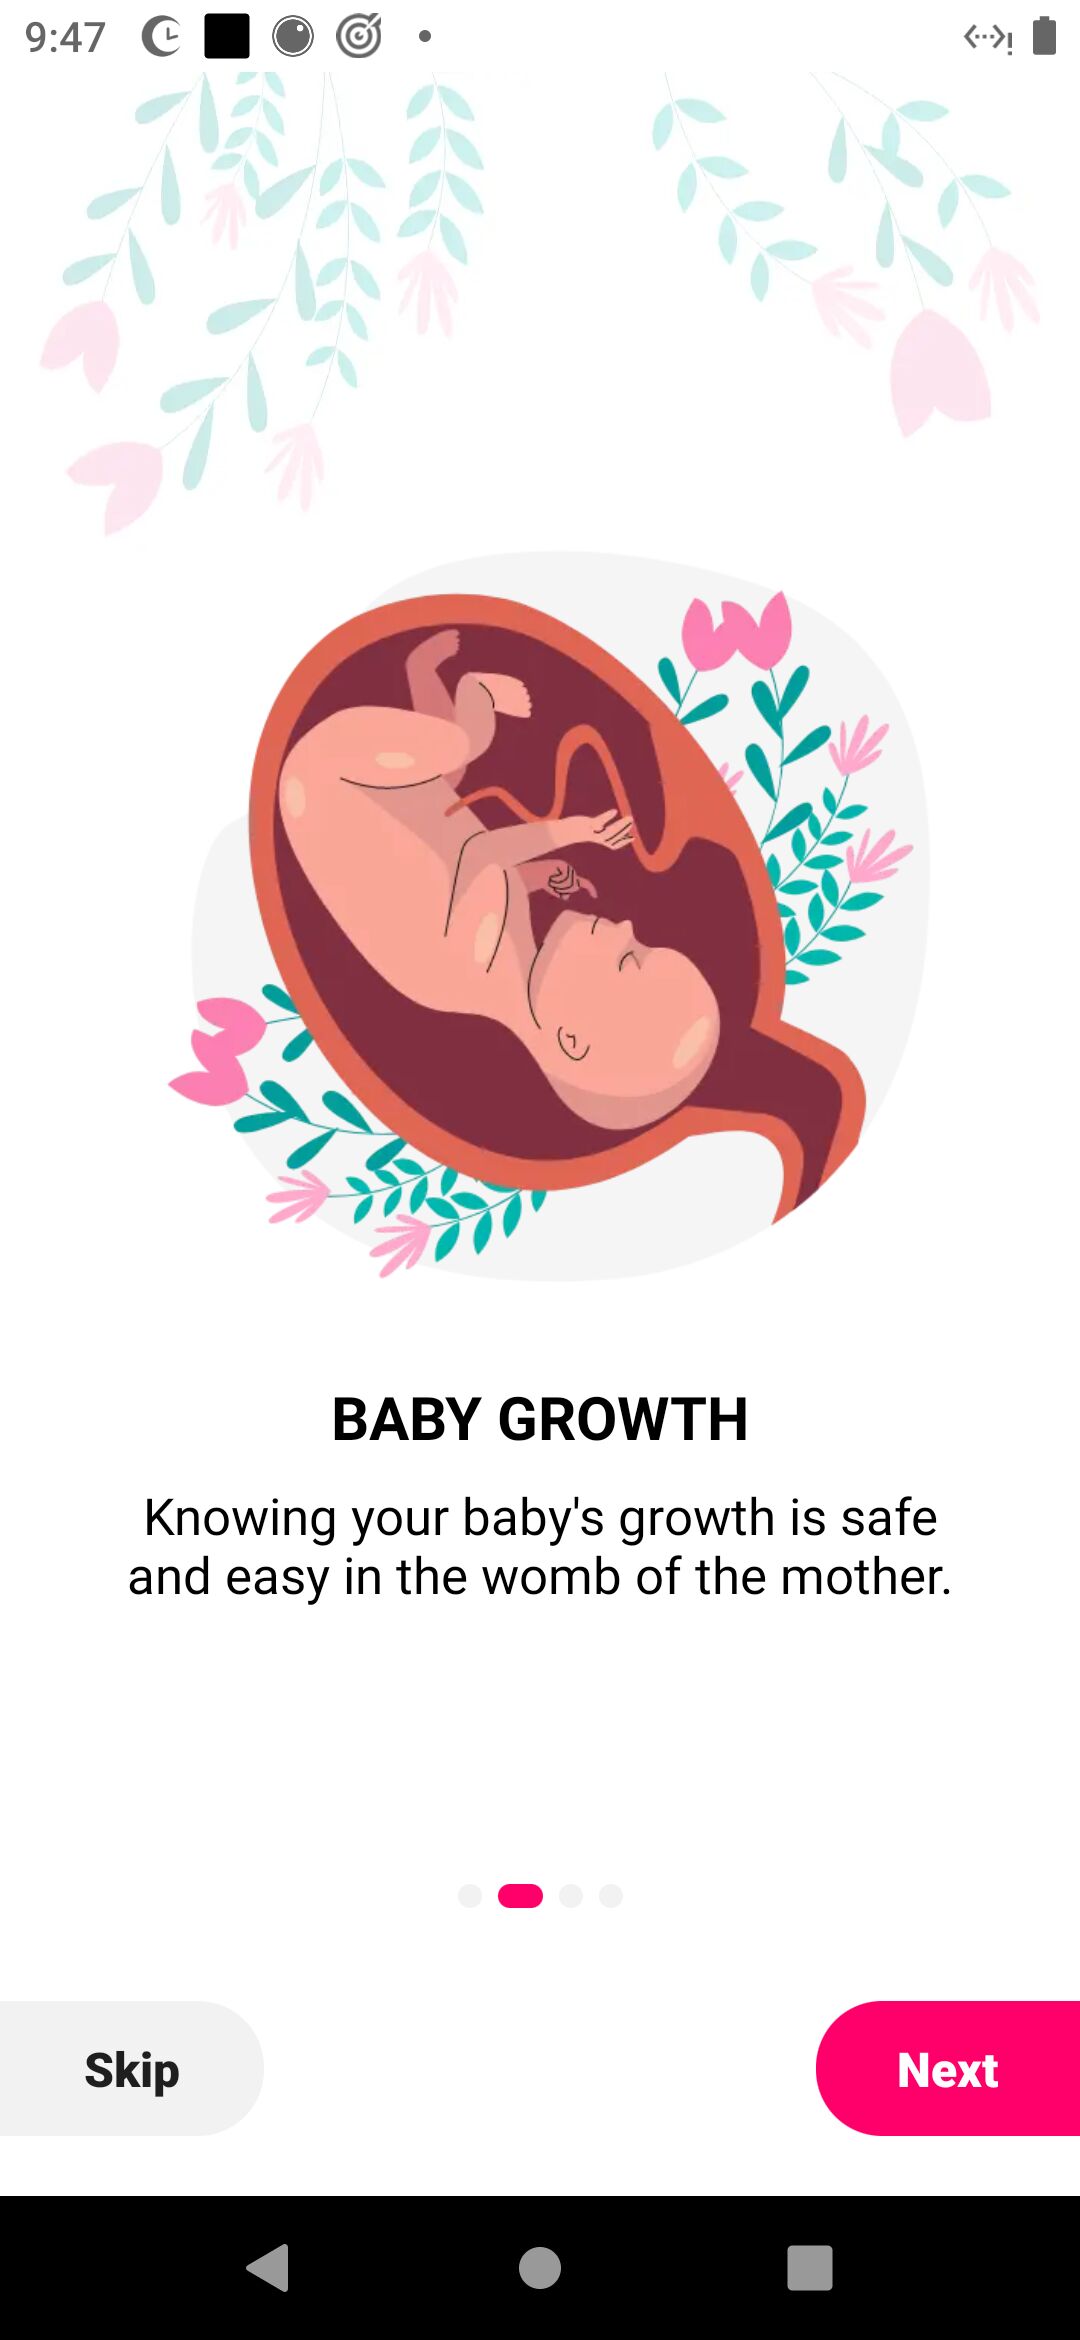 9:47
BABY GROWTH
Knowing your baby's growth is safe
and easy in the womb of the mother.
Skip
Next